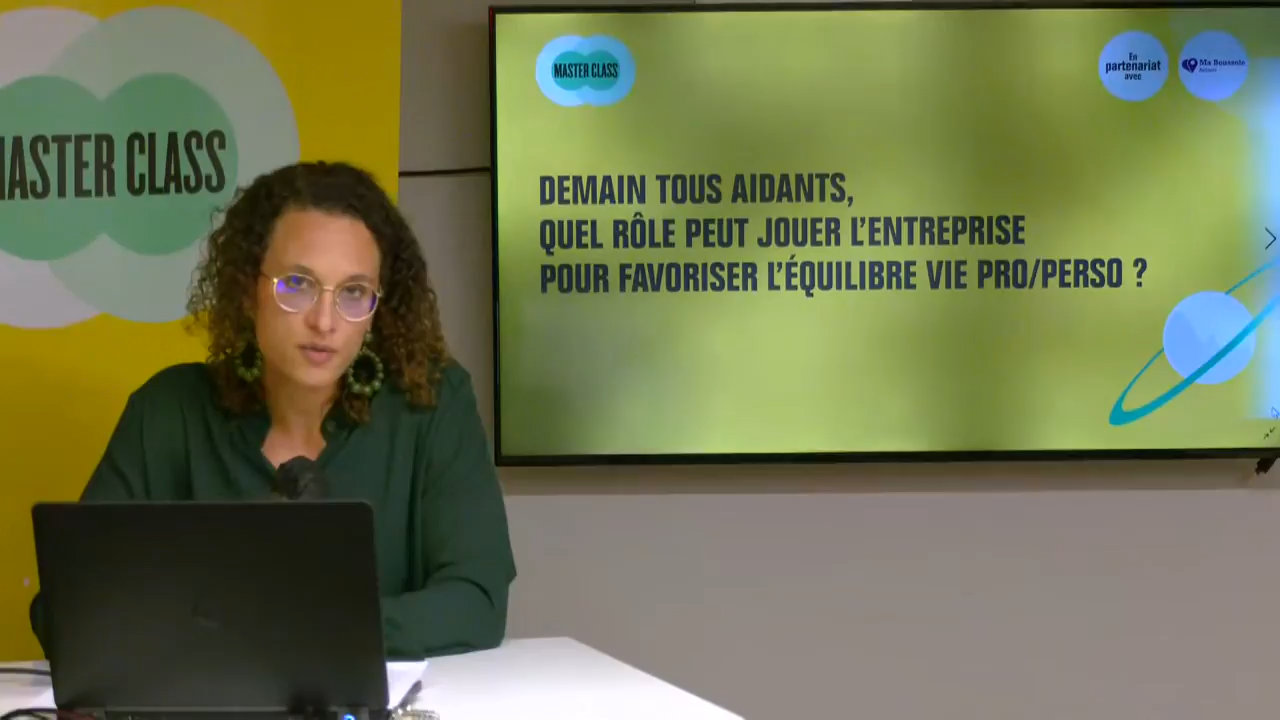 MASTER CLASS
MASTER CLASS
En
partenariat
avec
Ma Boussole
DEMAIN TOUS AIDANTS,
QUEL RÔLE PEUT JOUER L'ENTREPRISE
POUR FAVORISER L'ÉQUILIBRE VIE PRO/PERSO ?